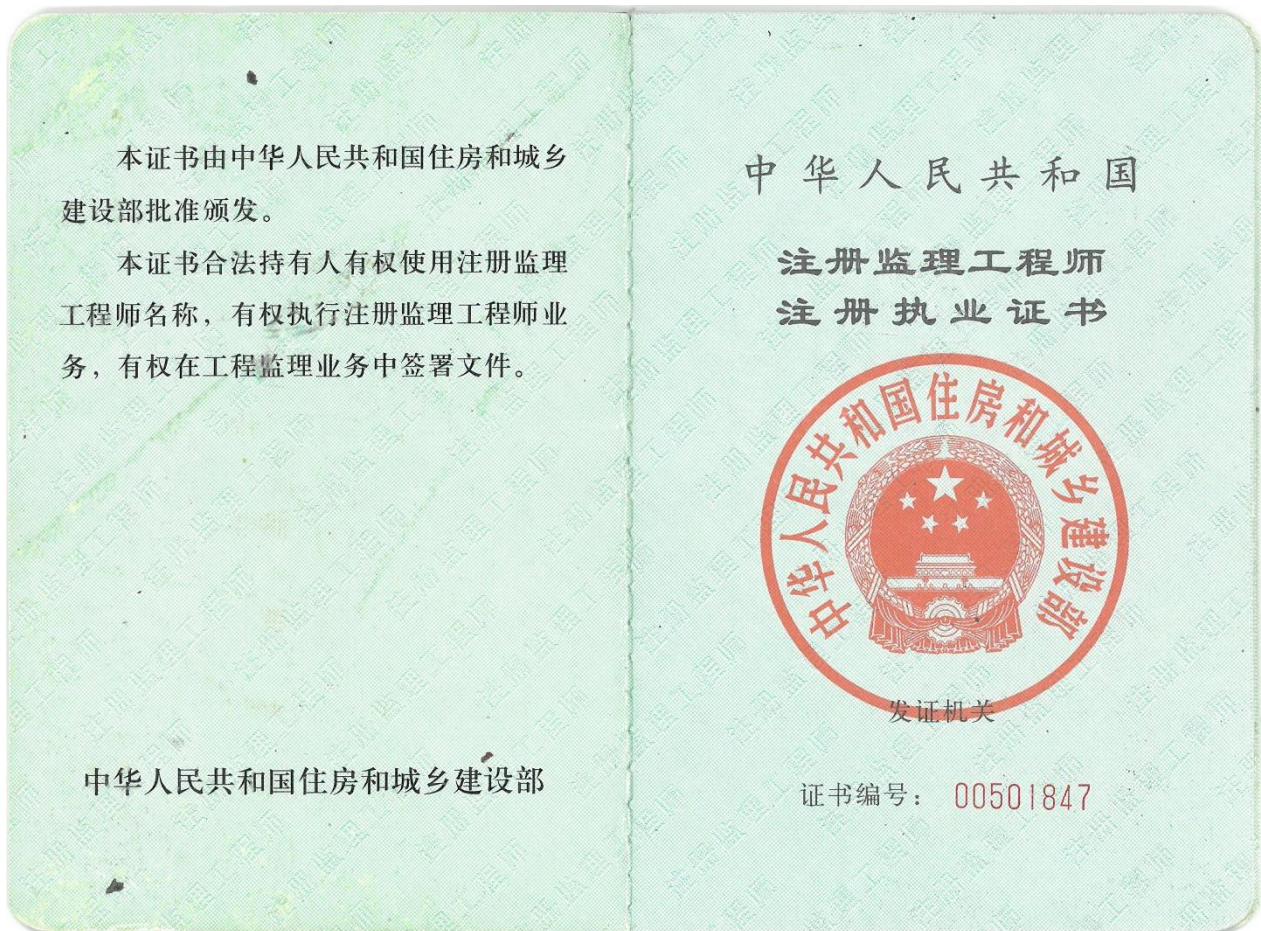 本证书由中华人民共和国住房和城乡
建设部批准颁发。
本证书合法持有人有权使用注册监理
工程师名称，有权执行注册监理工程师业
务，有权在工程监理业务中签署文件。
中华人民共和国住房和城乡建设部
中华人民共和国
注册监理工程师
注册执业证书
中华人民共和国住房和城乡建设部
发证机关
证书编号： 00501847